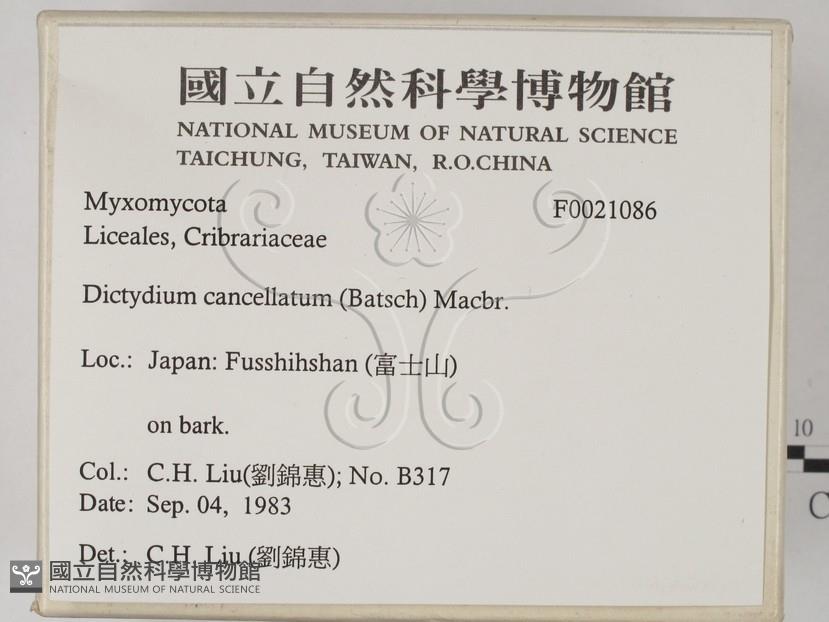 國立自然科學博物館
NATIONAL MUSEUM OF NATURAL SCIENCE
TAICHUNG, TAIWAN, R.O.CHINA
Myxomycota F0021086
Liceales, Cribrariaceae
Dictydium cancellatum (Batsch) Macbr.
Loc.: Japan: Fusshihshan (富士山)
on bark.
10
Col.: C.H. Liu(劉錦惠); No. B317
Date: Sep. 04, 1983
C
Det.: C.H. Liu (劉錦惠)
國立自然科學博物館
NATIONAL MUSEUM OF NATURAL SCIENCE